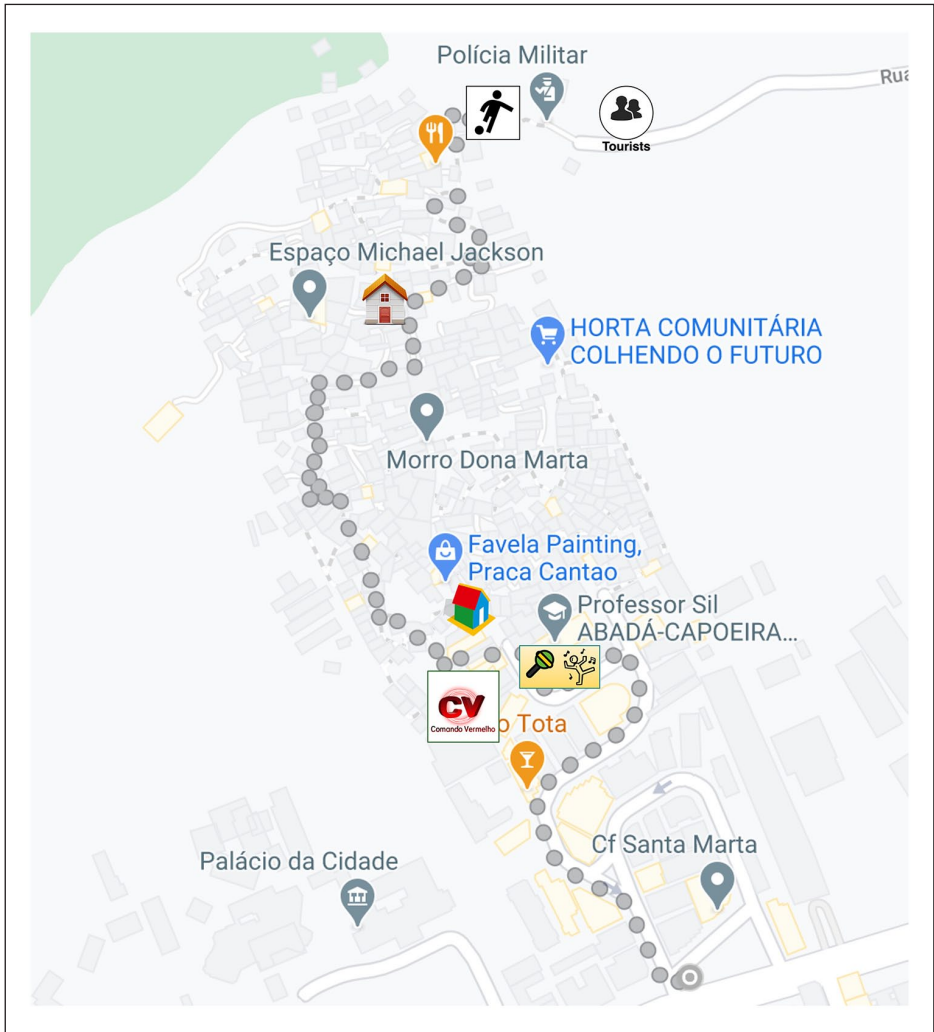 Polícia Militar
Rua
Tourists
Espaço Michael Jackson
HORTA COMUNITÁRIA
COLHENDO O FUTURO
Morro Dona Marta
Favela Painting,
Praca Cantao
Professor Sil
ABADÁ-CAPOEIRA...
CV
Comando Vermelho
o Tota
Cf Santa Marta
Palácio da Cidade